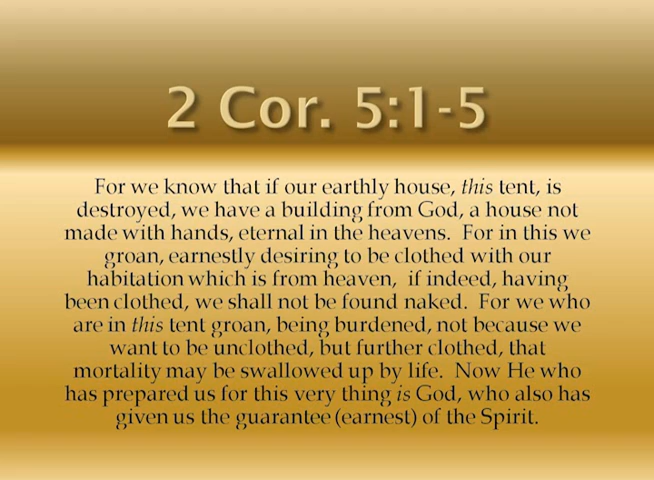 2 Cor. 5:1-5
For we know that if our earthly house, this tent, is
destroyed, we have a building from God, a house not
made with hands, eternal in the heavens.  For in this we
groan, earnestly desiring to be clothed with our
habitation which is from heaven,  if indeed, having
been clothed, we shall not be found naked.  For we who
are in this tent groan, being burdened, not because we
want to be unclothed, but further clothed, that
mortality may be swallowed up by life.  Now He who
has prepared us for this very thing is God, who also has
given us the guarantee (earnest) of the Spirit.